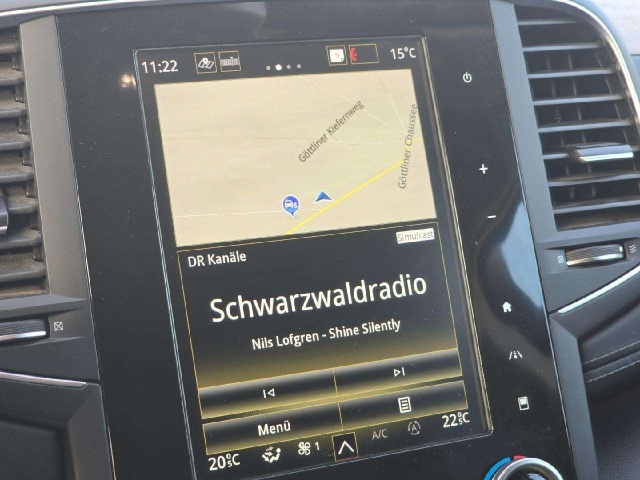 11:22
15°C
Göttliner Kiefernweg
Göttliner Chaussee
DR Kanäle
Simulcast
Schwarzwaldradio
Nils Lofgren - Shine Silently
Menü
20°C
1
A/C
22°C